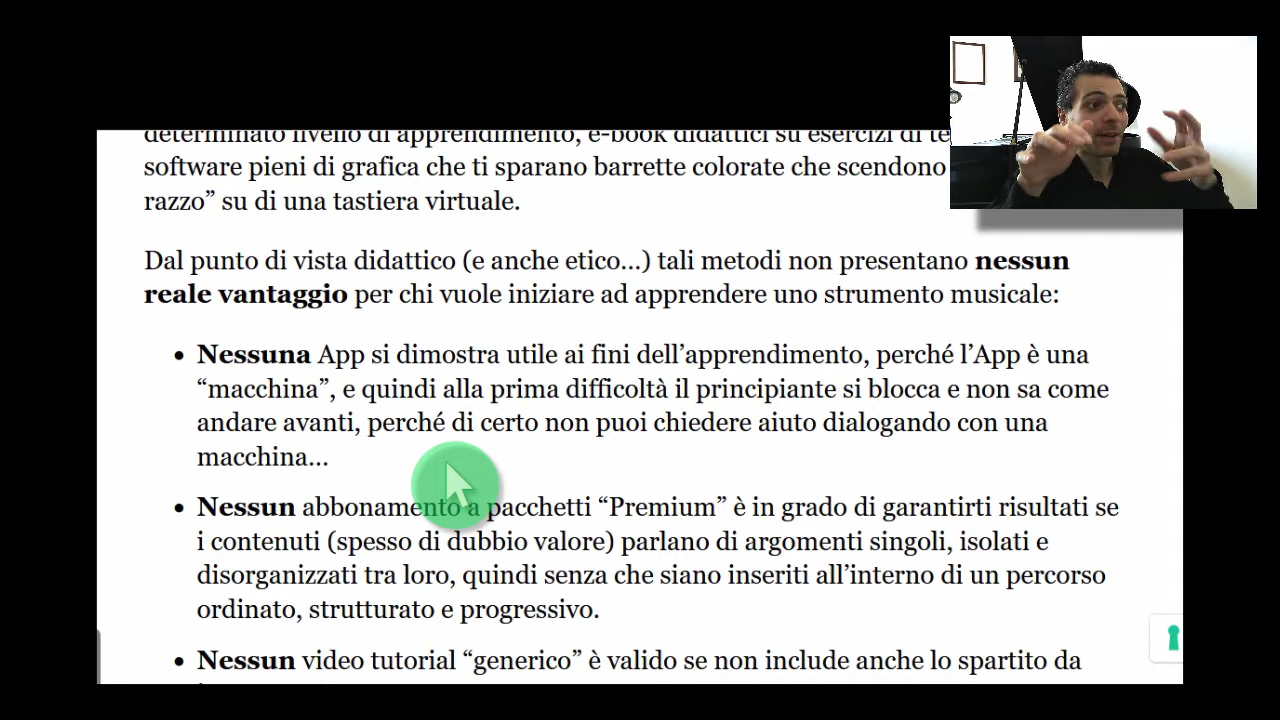 determinato livello di apprendimento, e-book didattici su esercizi di
software pieni di grafica che ti sparano barrette colorate che scendono
razzo” su di una tastiera virtuale.
Dal punto di vista didattico (e anche etico…) tali metodi non presentano nessun
reale vantaggio per chi vuole iniziare ad apprendere uno strumento musicale:
• Nessuna App si dimostra utile ai fini dell’apprendimento, perché l’App è una
“macchina”, e quindi alla prima difficoltà il principiante si blocca e non sa come
andare avanti, perché di certo non puoi chiedere aiuto dialogando con una
macchina…
• Nessun abbonamento a pacchetti “Premium” è in grado di garantirti risultati se
i contenuti (spesso di dubbio valore) parlano di argomenti singoli, isolati e
disorganizzati tra loro, quindi senza che siano inseriti all’interno di un percorso
ordinato, strutturato e progressivo.
• Nessun video tutorial “generico” è valido se non include anche lo spartito da